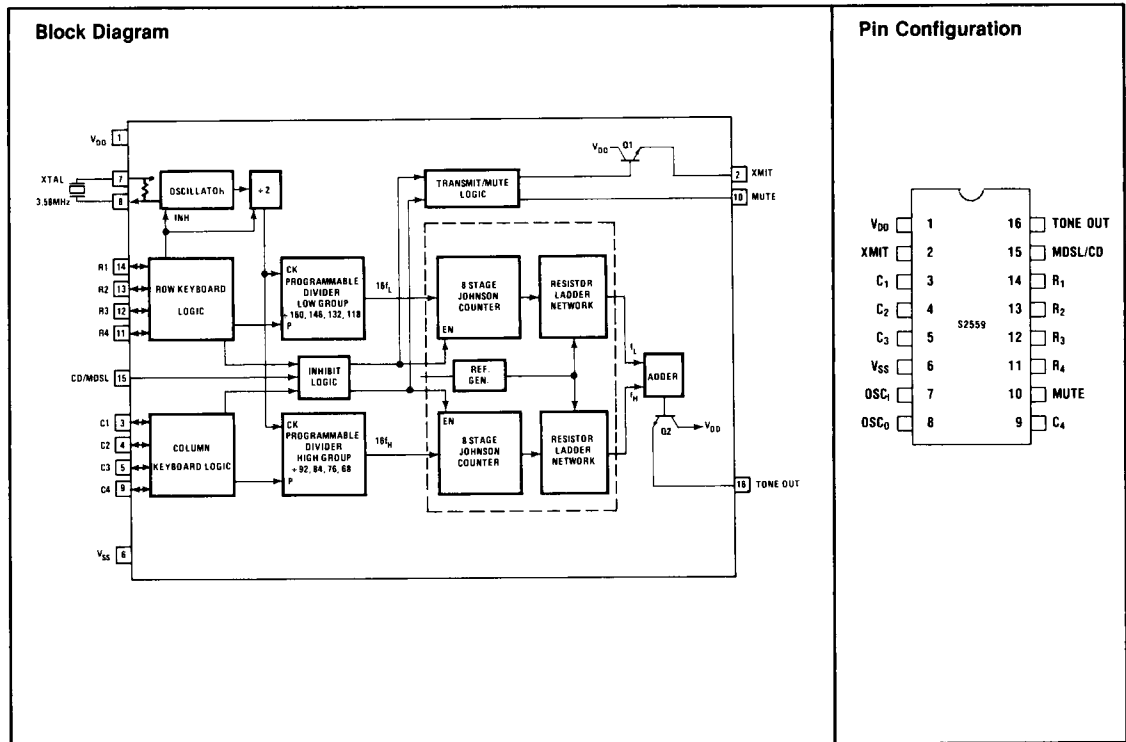 Block Diagram
Pin Configuration
VDD 1
XTAL
3.58MHz
7
8
OSCILLATOR
÷2
INH
R1 14
R2 13
R3 12
R4 11
ROW KEYBOARD
LOGIC
CK
PROGRAMMABLE
DIVIDER
LOW GROUP
÷ 160, 146, 132, 118
P
16fL
CD/MDSL 15
INHIBIT
LOGIC
C1 3
C2 4
C3 5
C4 9
COLUMN
KEYBOARD LOGIC
CK
PROGRAMMABLE
DIVIDER
HIGH GROUP
÷ 92, 84, 76, 68
P
16fH
VSS 6
TRANSMIT/MUTE
LOGIC
VDD
Q1
2 XMIT
10 MUTE
8 STAGE
JOHNSON
COUNTER
EN
RESISTOR
LADDER
NETWORK
REF.
GEN.
EN
8 STAGE
JOHNSON
COUNTER
RESISTOR
LADDER
NETWORK
fL
fH
ADDER
Q2
VDD
16 TONE OUT
VDD 1 16 TONE OUT
XMIT 2 15 MDSL/CD
C1 3 14 R1
C2 4 13 R2
C3 5 12 R3
S2559
VSS 6 11 R4
OSCI 7 10 MUTE
OSCO 8 9 C4